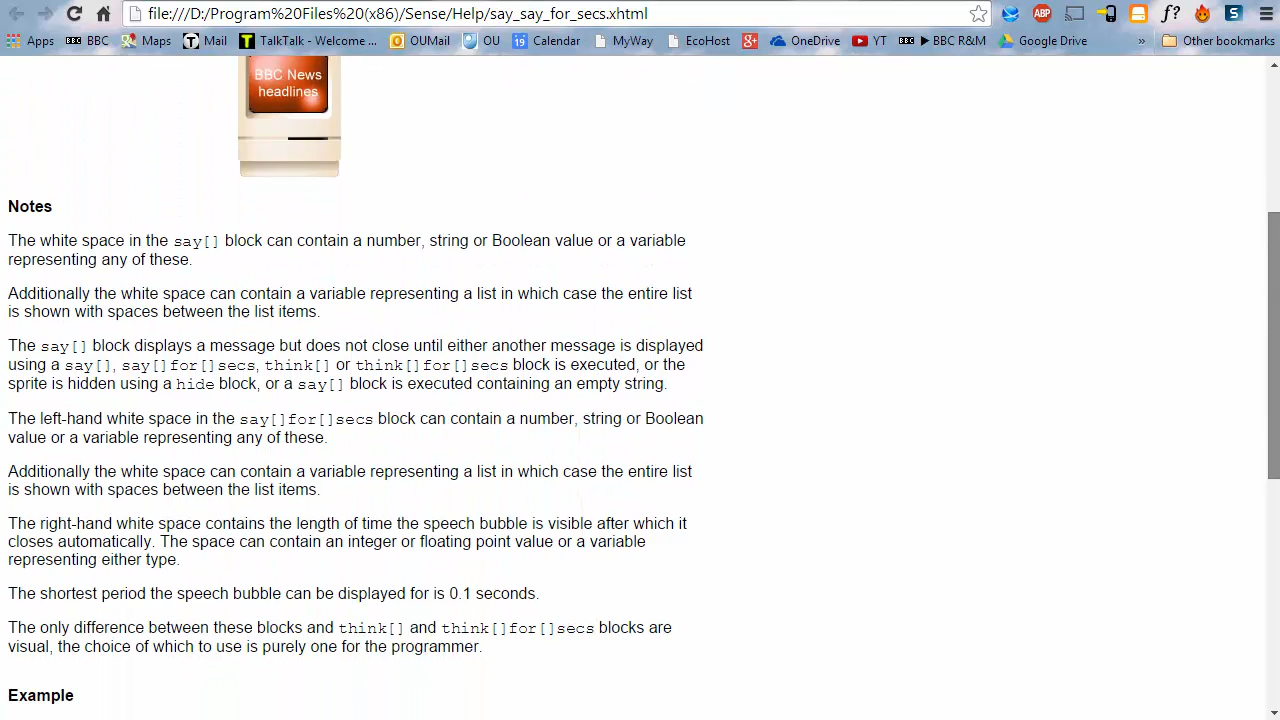 file:///D:/Program%20Files%20(x86)/Sense/Help/say_say_for_secs.xhtml
Apps BBC Maps Mail TalkTalk - Welcome ... OUMail OU Calendar MyWay EcoHost OneDrive YT BBC R&M Google Drive » Other bookmarks
BBC News
headlines
Notes
The white space in the say[] block can contain a number, string or Boolean value or a variable
representing any of these.
Additionally the white space can contain a variable representing a list in which case the entire list
is shown with spaces between the list items.
The say[] block displays a message but does not close until either another message is displayed
using a say[], say[]for[]secs, think[] or think[]for[]secs block is executed, or the
sprite is hidden using a hide block, or a say[] block is executed containing an empty string.
The left-hand white space in the say[]for[]secs block can contain a number, string or Boolean
value or a variable representing any of these.
Additionally the white space can contain a variable representing a list in which case the entire list
is shown with spaces between the list items.
The right-hand white space contains the length of time the speech bubble is visible after which it
closes automatically. The space can contain an integer or floating point value or a variable
representing either type.
The shortest period the speech bubble can be displayed for is 0.1 seconds.
The only difference between these blocks and think[] and think[]for[]secs blocks are
visual, the choice of which to use is purely one for the programmer.
Example